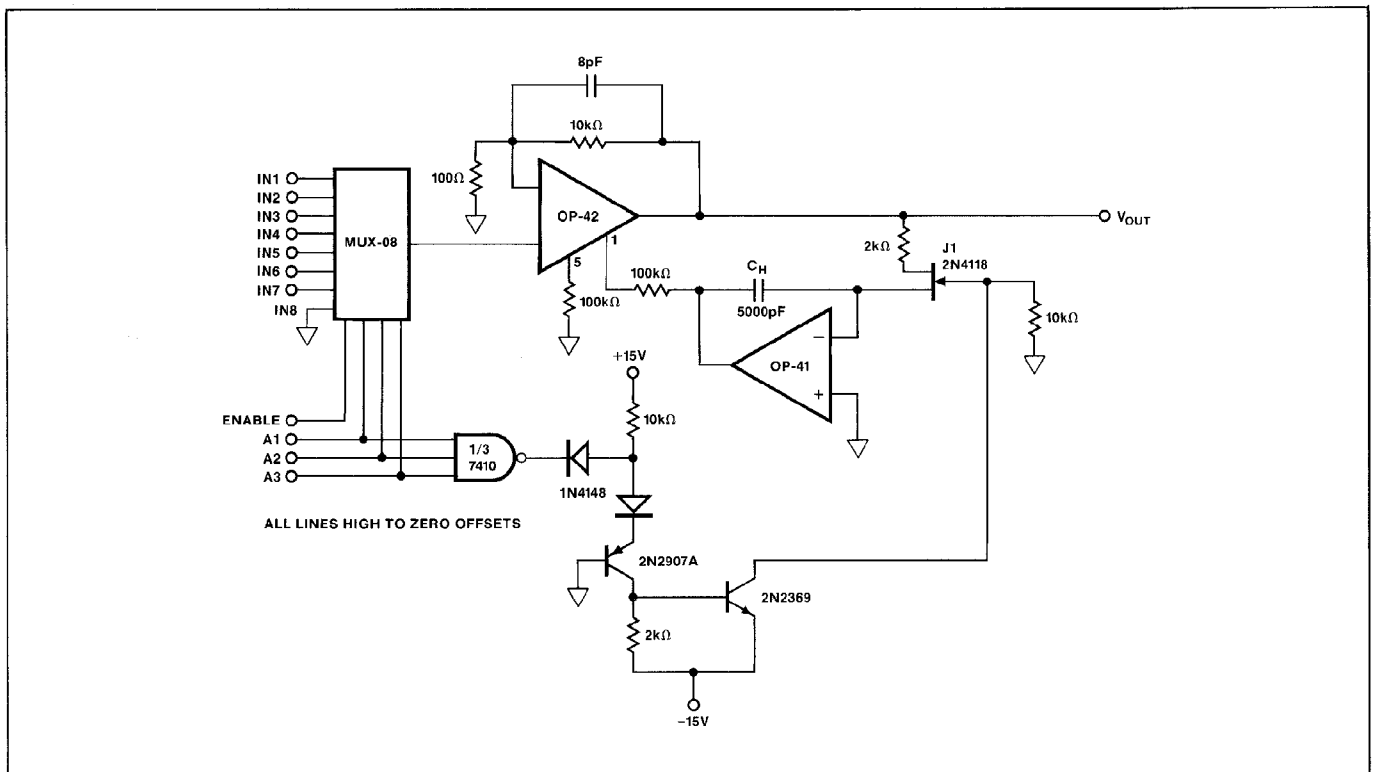 8pF
10kΩ
100Ω
IN1
IN2
IN3
IN4
IN5
IN6
IN7
IN8
MUX-08
OP-42
1
5
100kΩ
100kΩ
CH
5000pF
VOUT
2kΩ
J1
2N4118
10kΩ
OP-41
−
+
+15V
10kΩ
ENABLE
A1
A2
A3
1/3
7410
1N4148
ALL LINES HIGH TO ZERO OFFSETS
2N2907A
2N2369
2kΩ
−15V